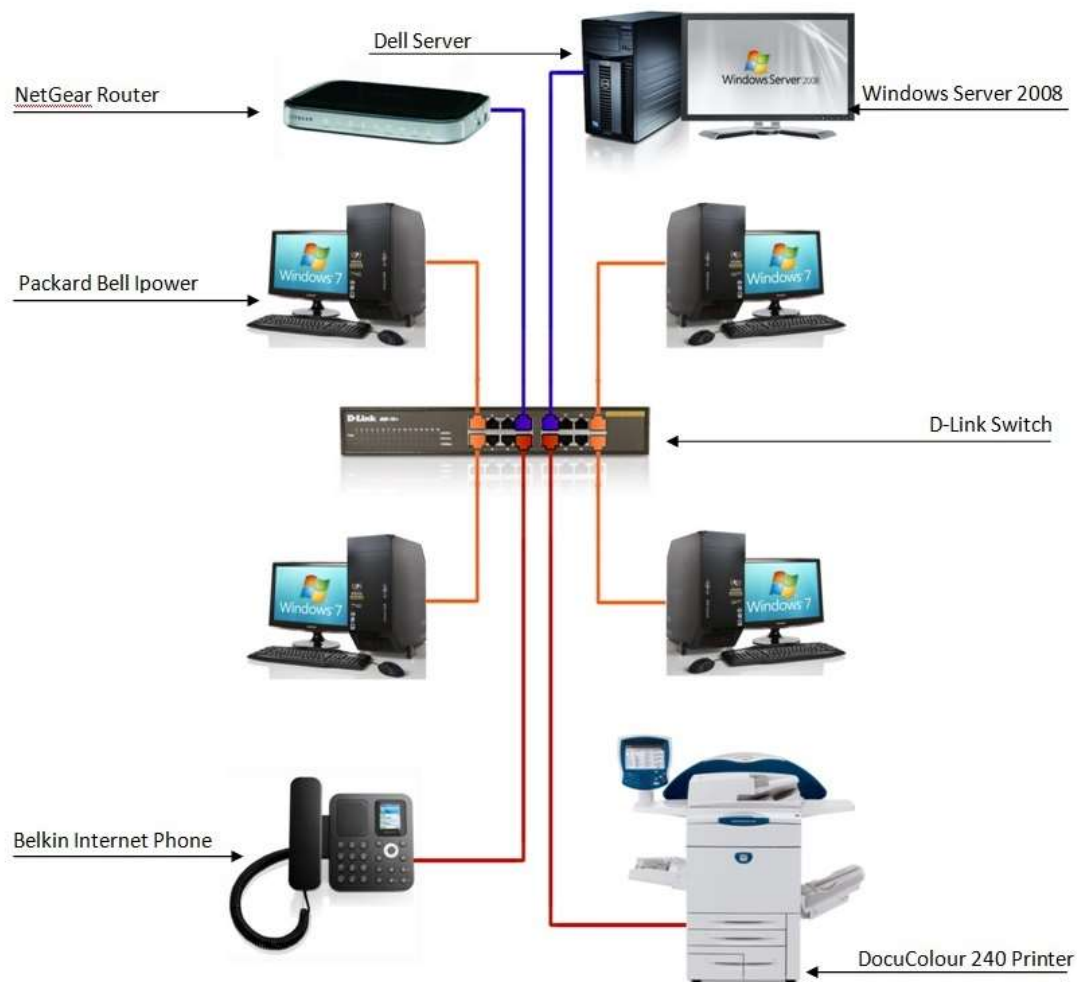 Dell Server
Windows Server 2008
NetGear Router
NETGEAR
Windows Server 2008
Windows 7
Windows 7
Packard Bell Ipower
D-Link
D-Link Switch
Windows 7
Windows 7
Belkin Internet Phone
DocuColour 240 Printer